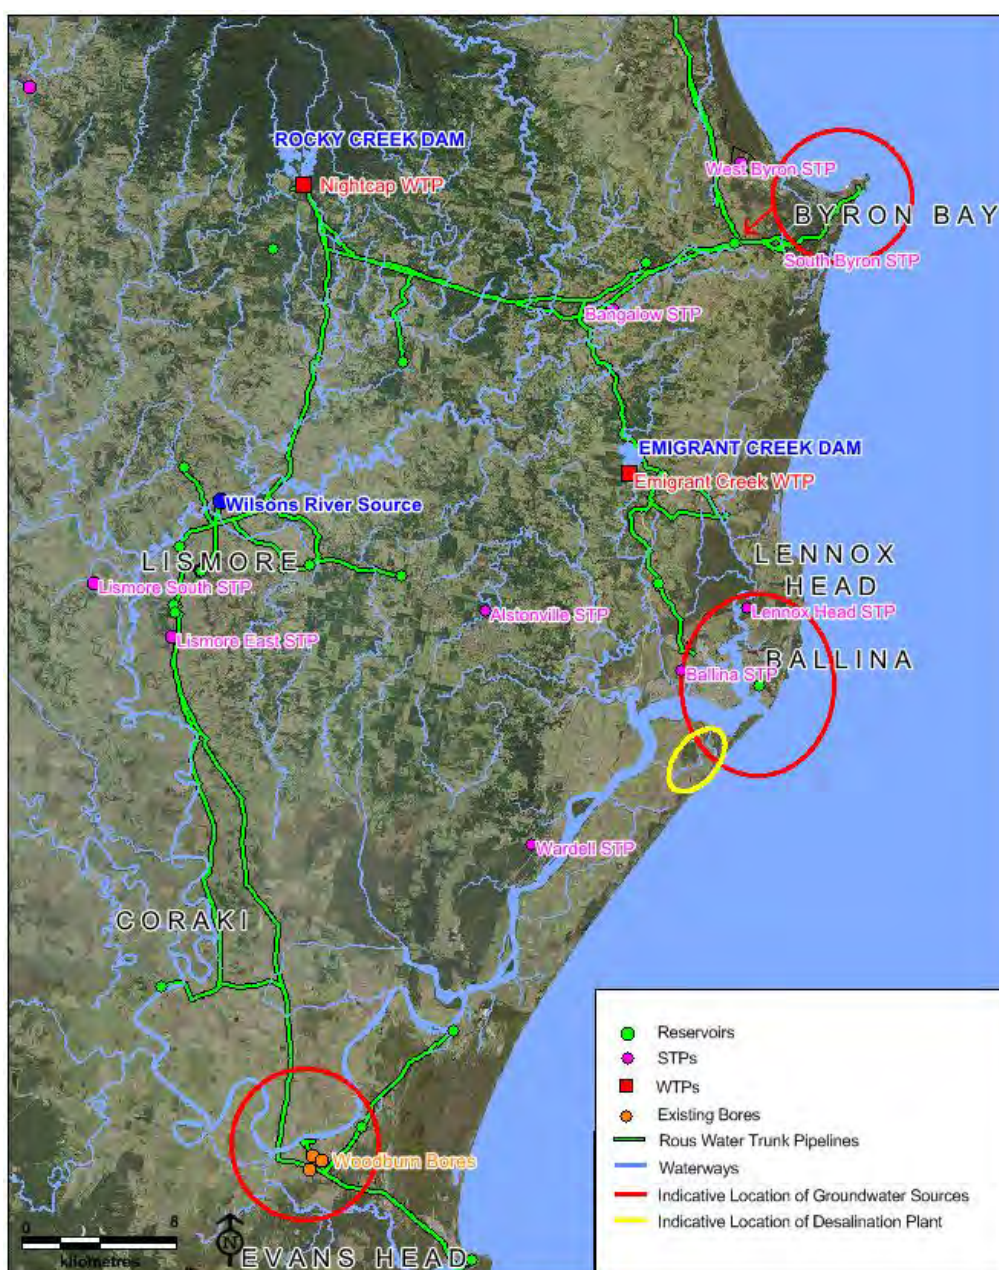 ROCKY CREEK DAM
Nightcap WTP
West Byron STP
BYRON BAY
South Byron STP
Bangalow STP
EMIGRANT CREEK DAM
Emigrant Creek WTP
Wilsons River Source
LISMORE
Lismore South STP
Lismore East STP
Alstonville STP
LENNOX
HEAD
Lennox Head STP
BALLINA
Ballina STP
Wardell STP
CORAKI
Woodburn Bores
EVANS HEAD
0
6
kilometres
N
Reservoirs
STPs
WTPs
Existing Bores
Rous Water Trunk Pipelines
Waterways
Indicative Location of Groundwater Sources
Indicative Location of Desalination Plant